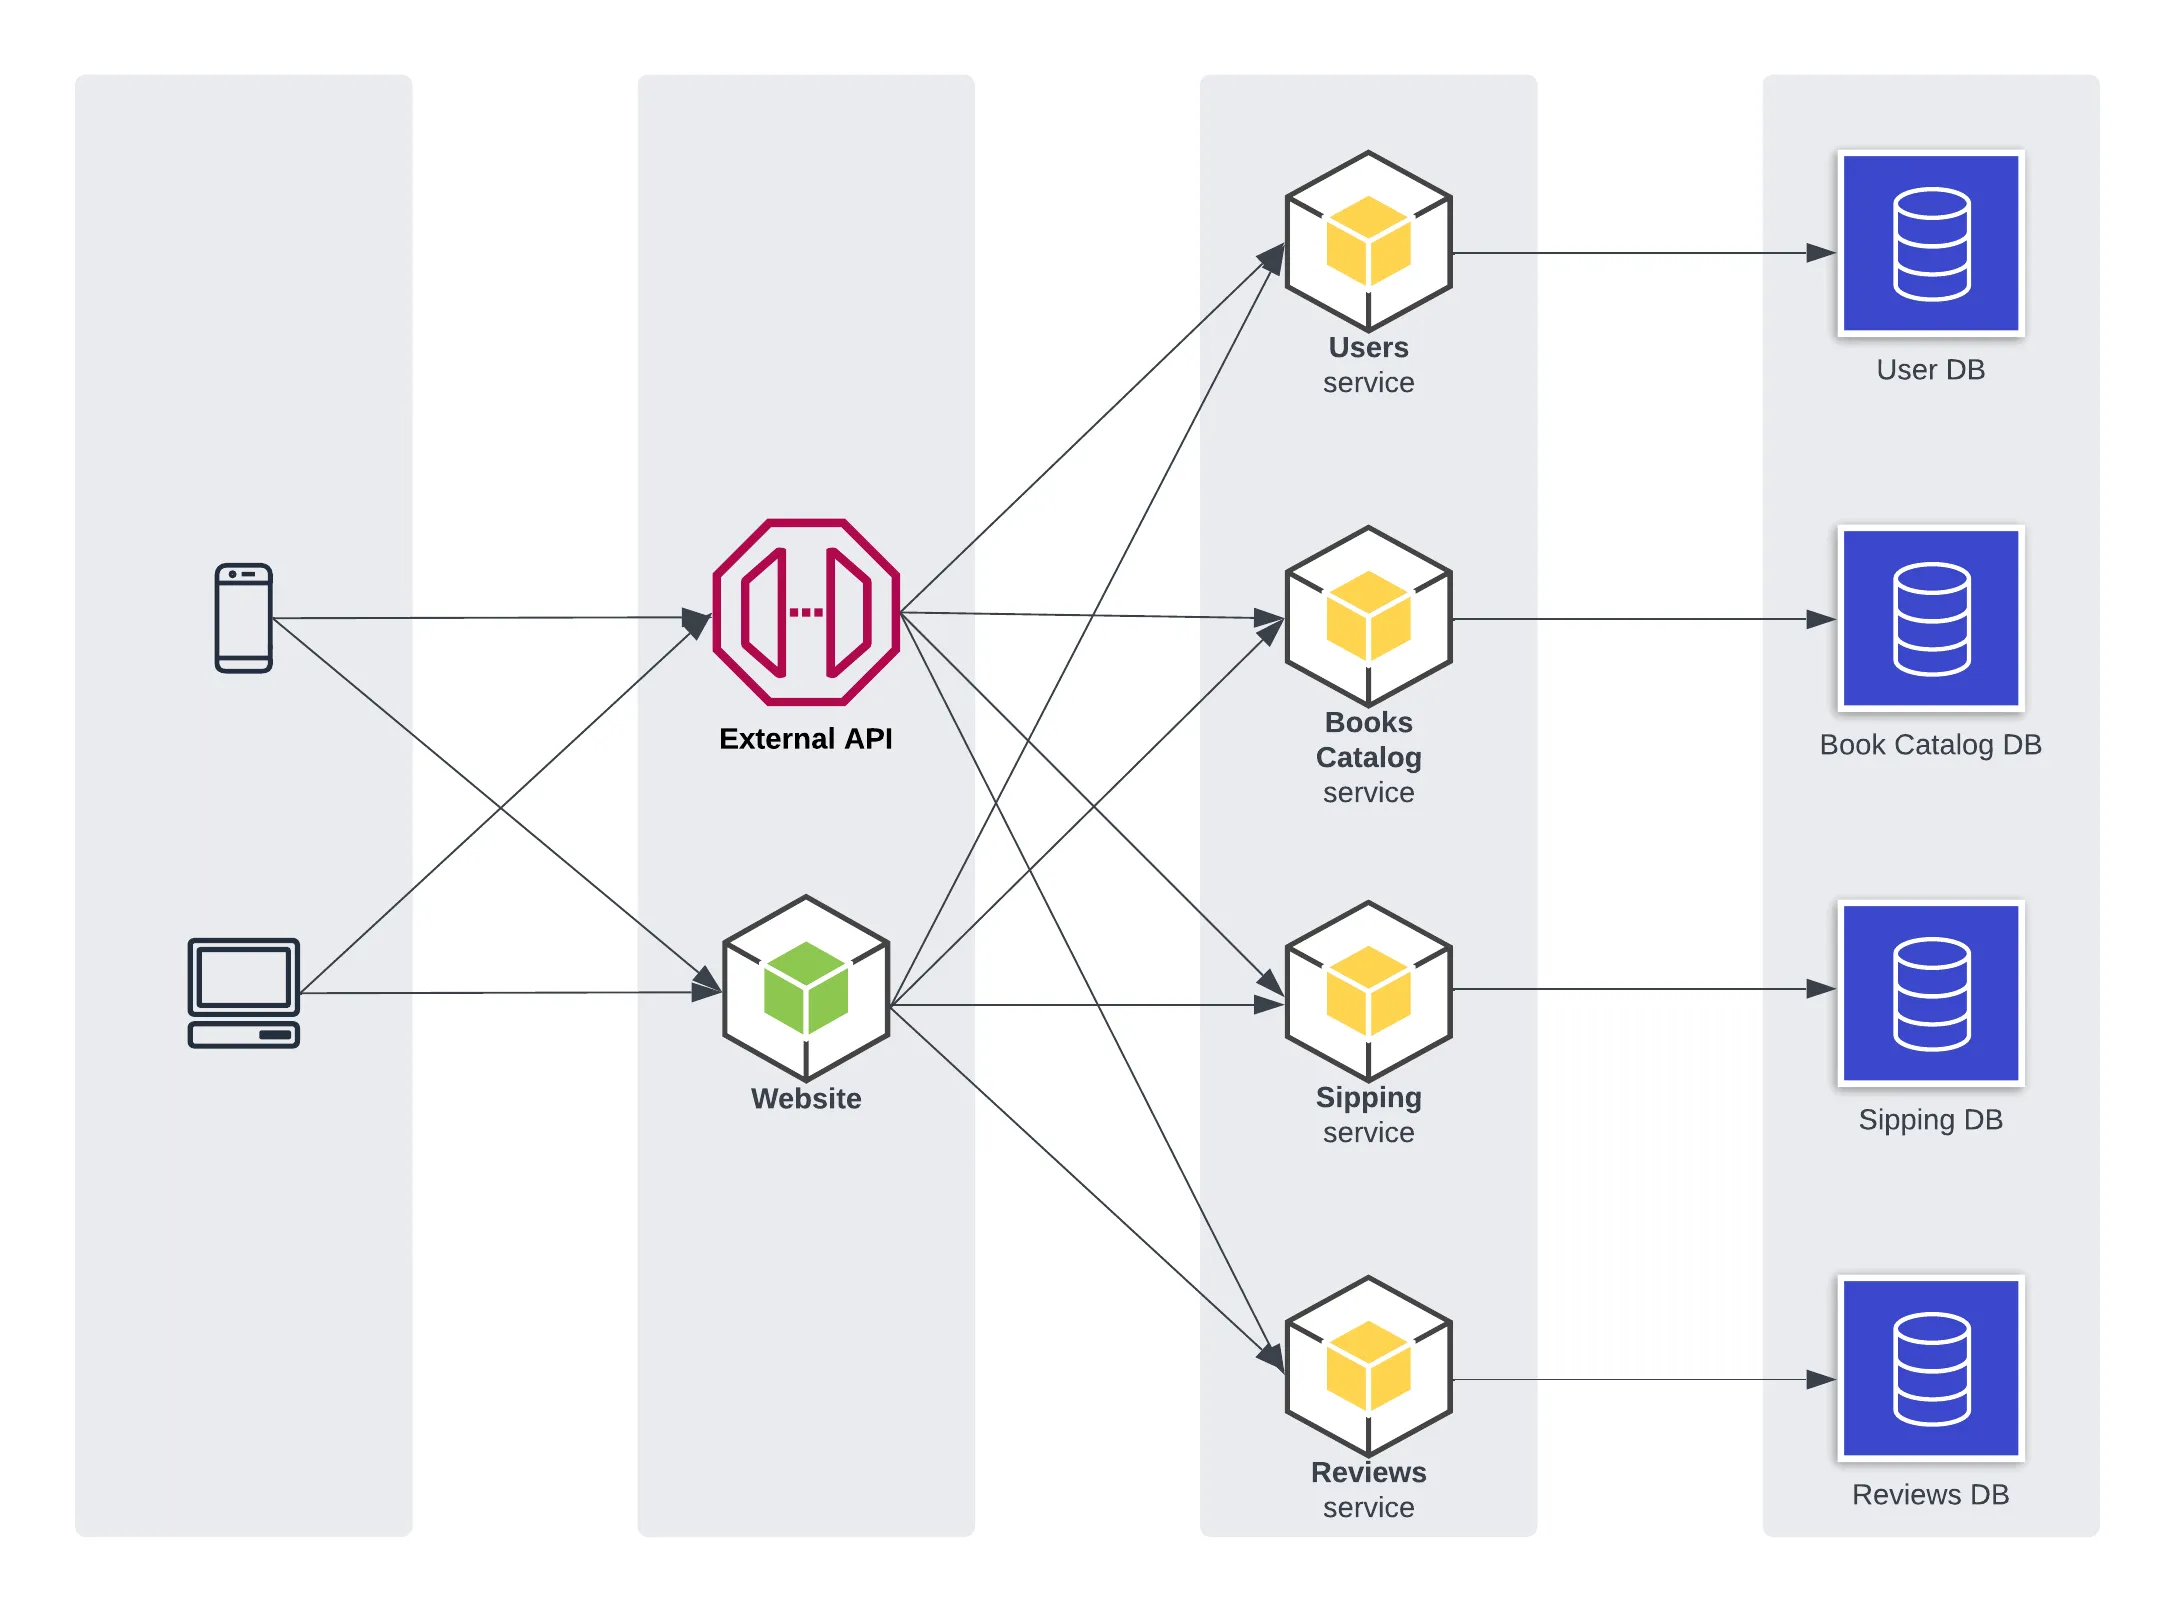 External API
Website
Users
service
Books
Catalog
service
Sipping
service
Reviews
service
User DB
Book Catalog DB
Sipping DB
Reviews DB